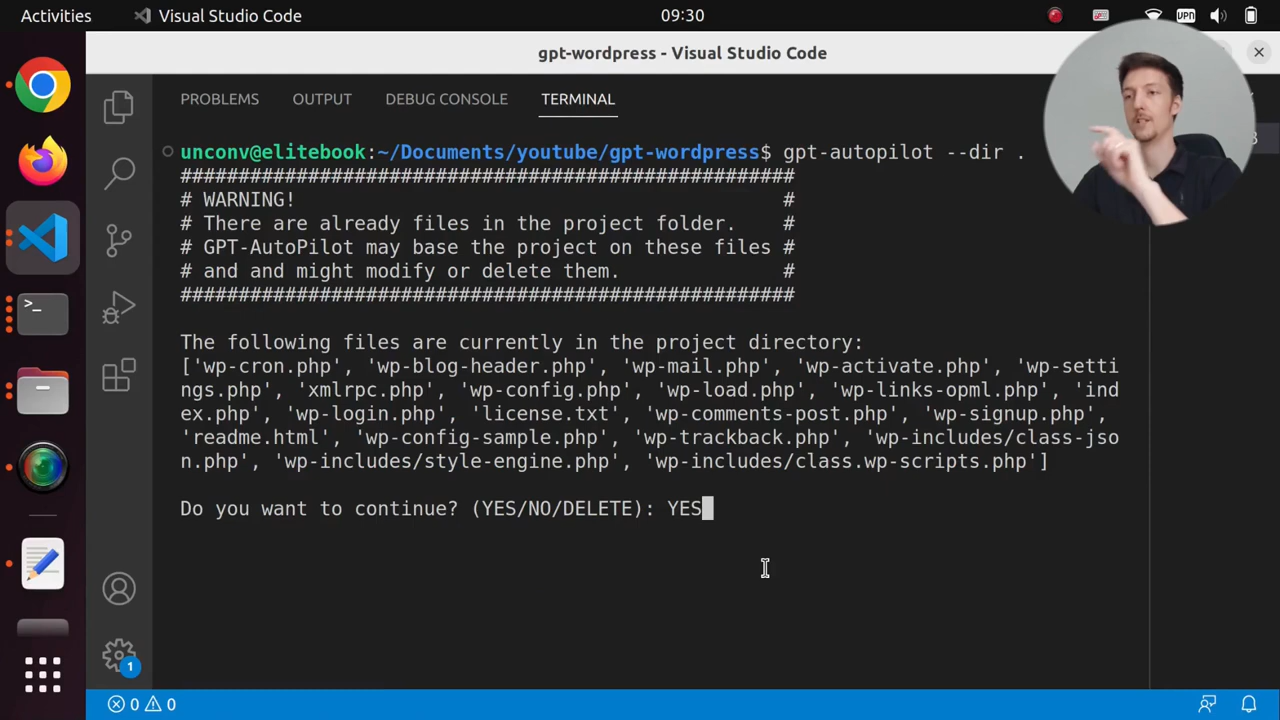 Activities
Visual Studio Code
09:30
VPN
gpt-wordpress - Visual Studio Code
PROBLEMS
OUTPUT
DEBUG CONSOLE
TERMINAL
unconv@elitebook:~/Documents/youtube/gpt-wordpress$ gpt-autopilot --dir .
####################################################
# WARNING! #
# There are already files in the project folder. #
# GPT-AutoPilot may base the project on these files #
# and and might modify or delete them. #
####################################################
The following files are currently in the project directory:
['wp-cron.php', 'wp-blog-header.php', 'wp-mail.php', 'wp-activate.php', 'wp-setti
ngs.php', 'xmlrpc.php', 'wp-config.php', 'wp-load.php', 'wp-links-opml.php', 'ind
ex.php', 'wp-login.php', 'license.txt', 'wp-comments-post.php', 'wp-signup.php',
'readme.html', 'wp-config-sample.php', 'wp-trackback.php', 'wp-includes/class-jso
n.php', 'wp-includes/style-engine.php', 'wp-includes/class.wp-scripts.php']
Do you want to continue? (YES/NO/DELETE): YES
1
0
0